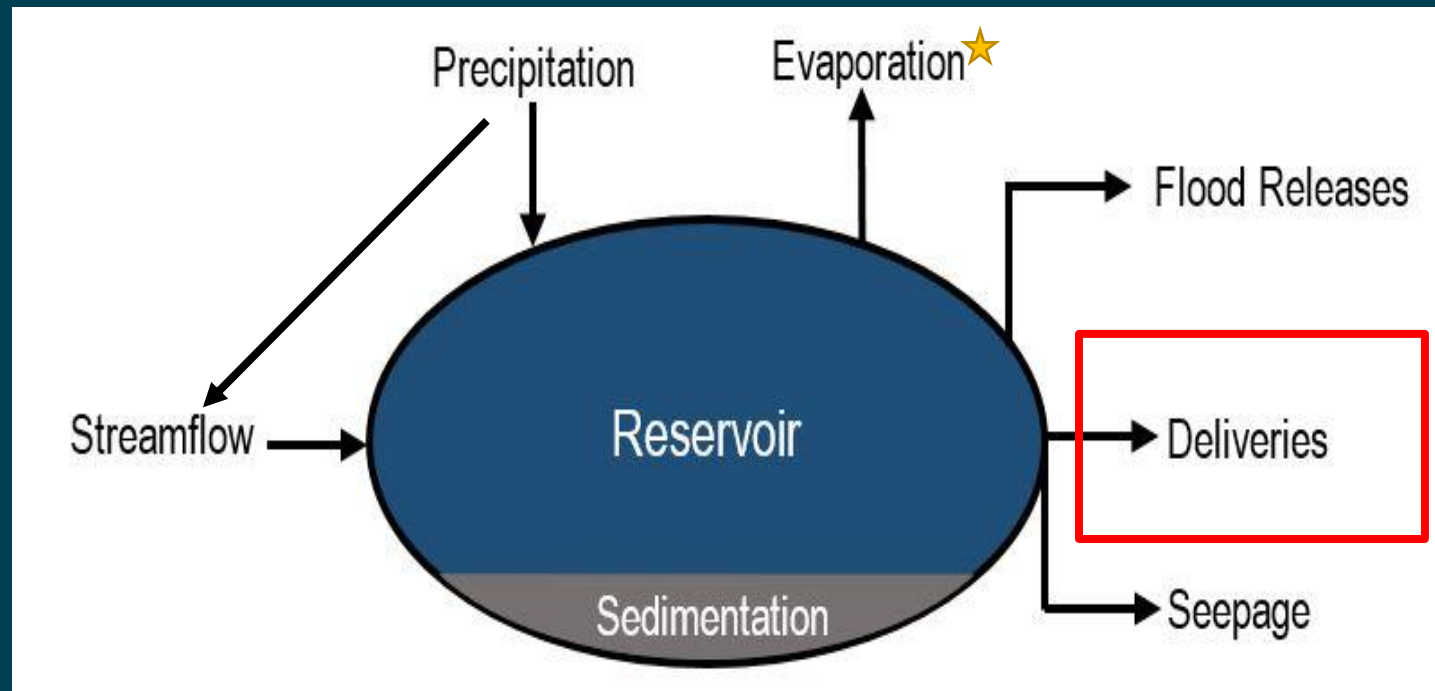 Precipitation
Evaporation
Flood Releases
Streamflow
Reservoir
Deliveries
Sedimentation
Seepage